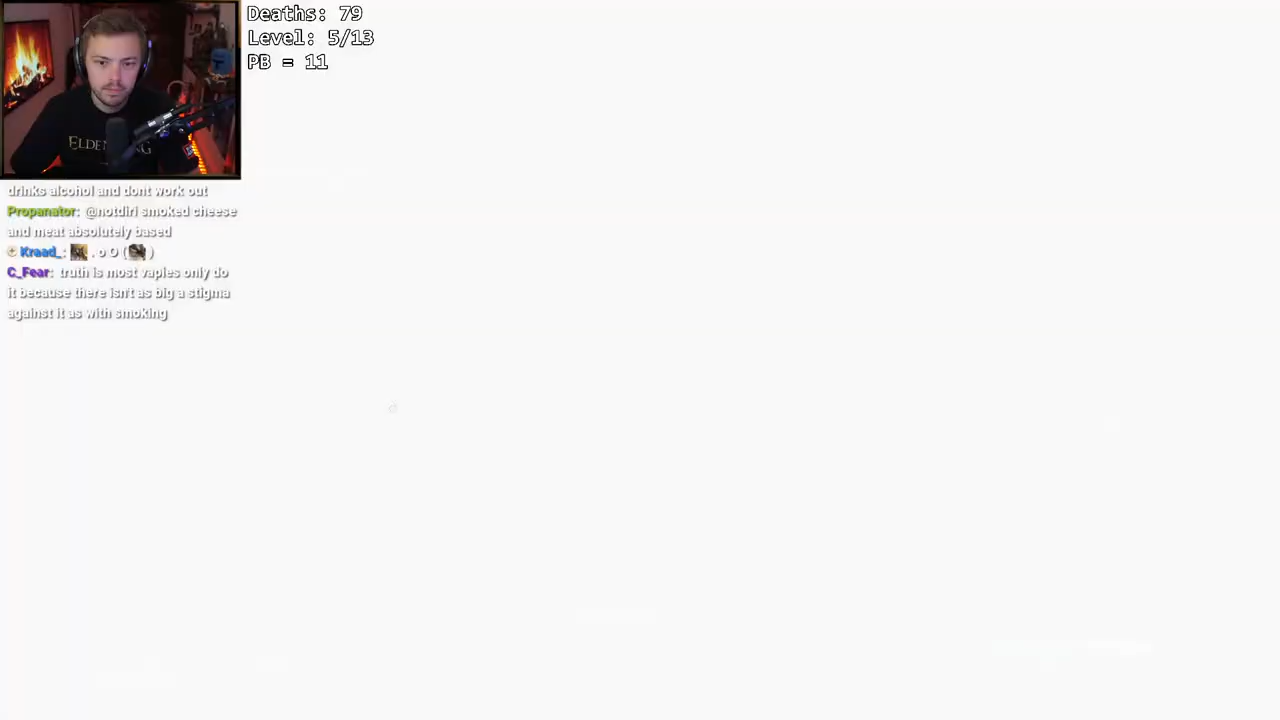 Deaths: 79
Level: 5/13
PB = 11
ELDEN RING
drinks alcohol and dont work out
Propanator: @notdiri smoked cheese
and meat absolutely based
Kraad_: . o O ( )
C_Fear: truth is most vapies only do
it because there isn't as big a stigma
against it as with smoking